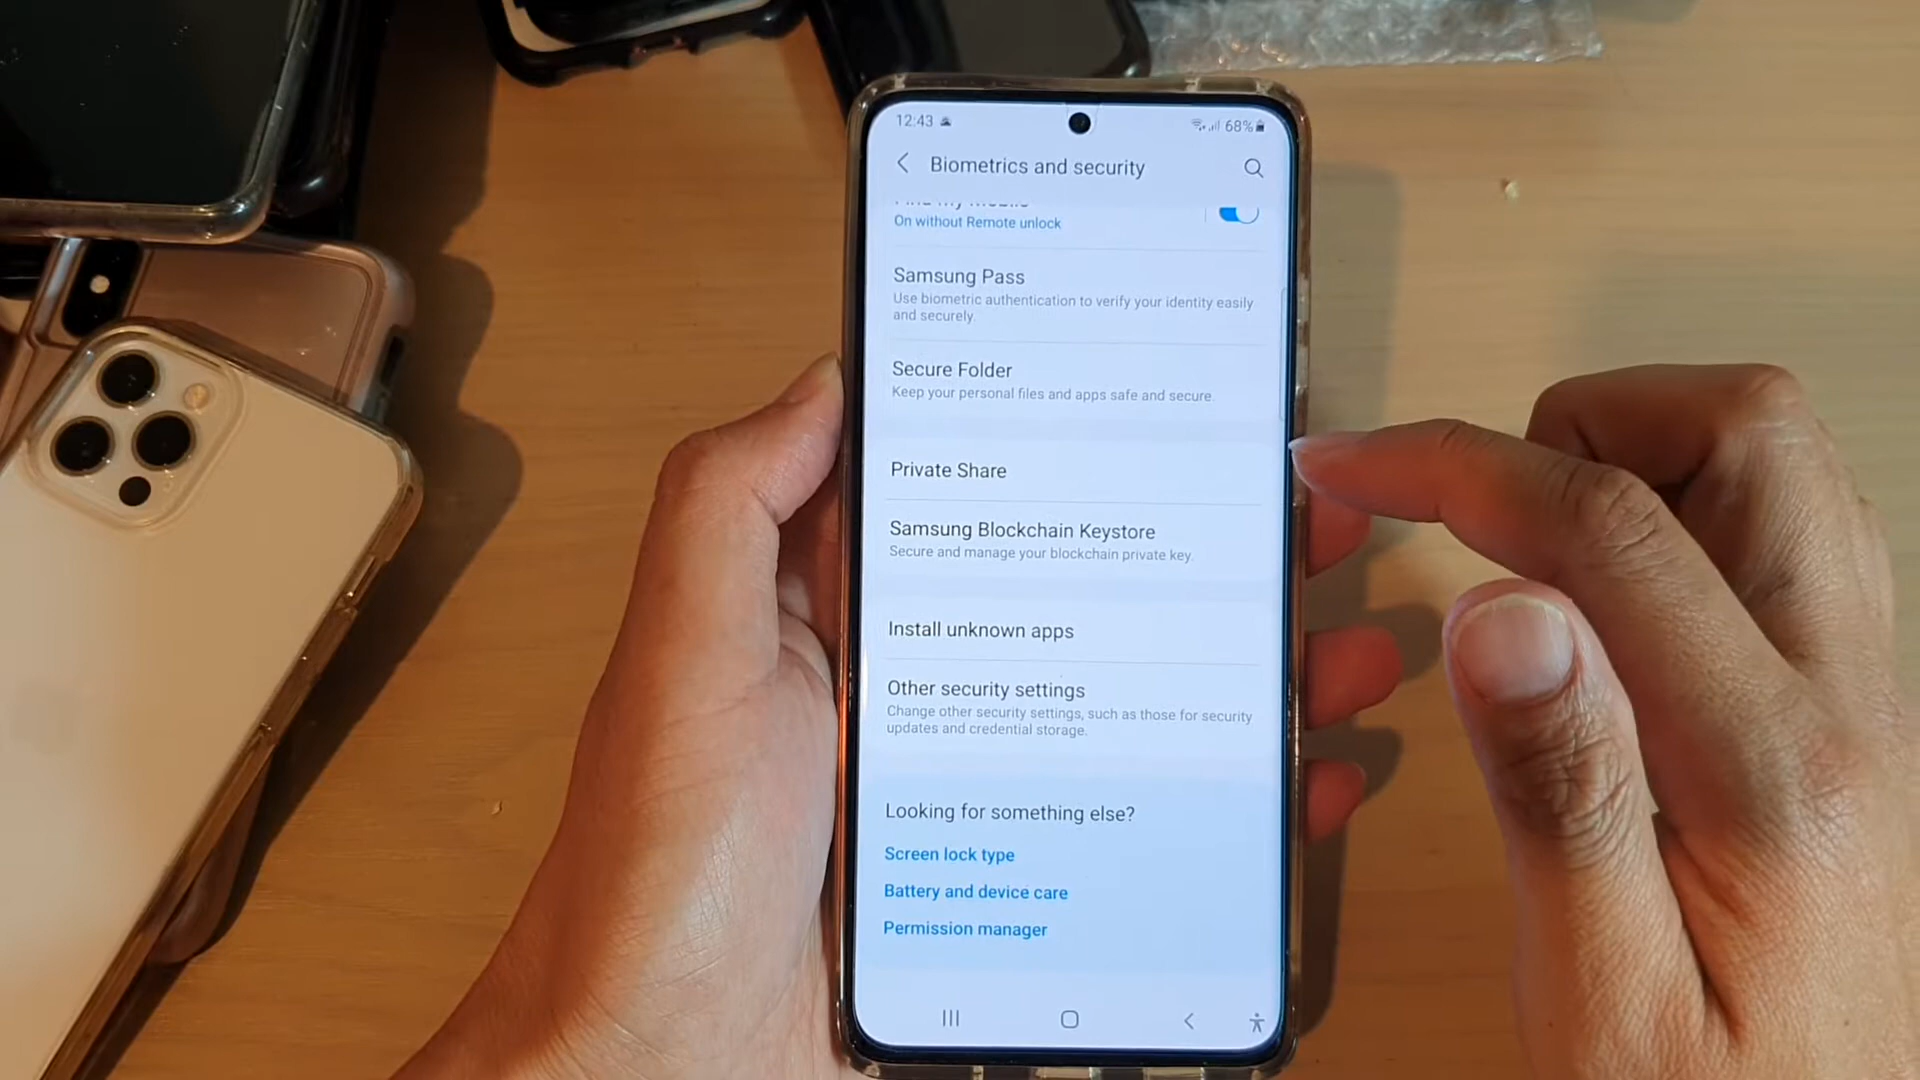 12:43
68%
Biometrics and security
On without Remote unlock
Samsung Pass
Use biometric authentication to verify your identity easily
and securely.
Secure Folder
Keep your personal files and apps safe and secure.
Private Share
Samsung Blockchain Keystore
Secure and manage your blockchain private key.
Install unknown apps
Other security settings
Change other security settings, such as those for security
updates and credential storage.
Looking for something else?
Screen lock type
Battery and device care
Permission manager